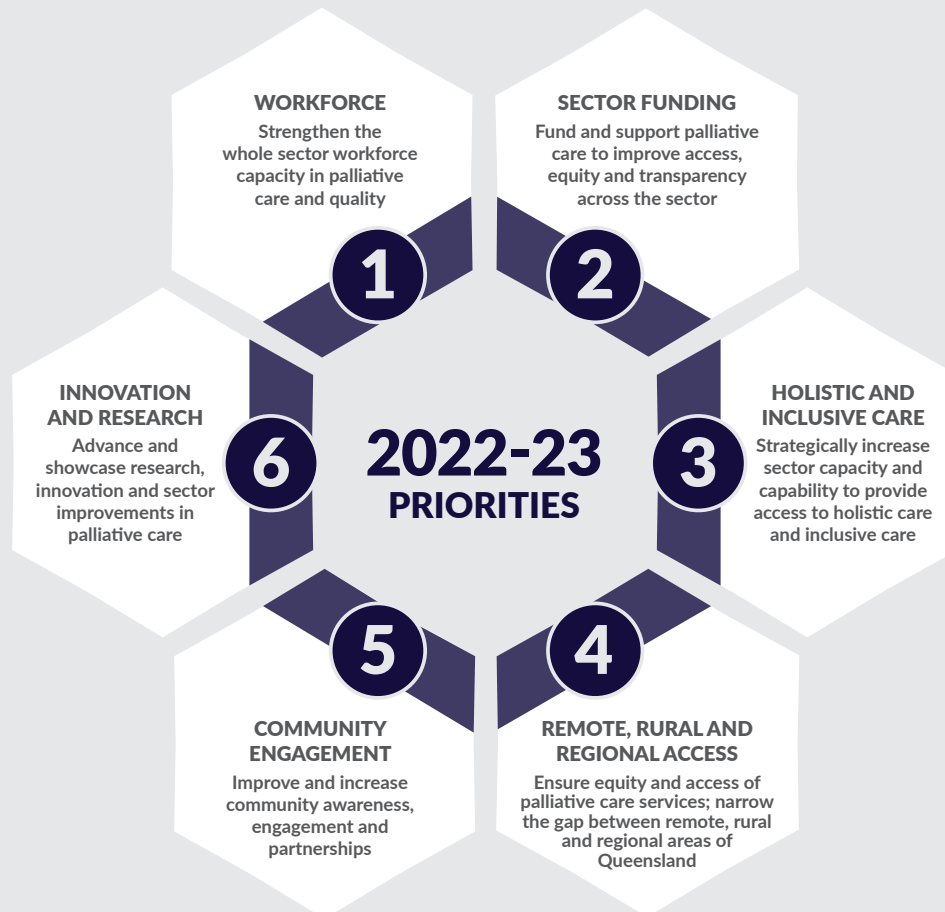 WORKFORCE
Strengthen the
whole sector workforce
capacity in palliative
care and quality
1
SECTOR FUNDING
Fund and support palliative
care to improve access,
equity and transparency
across the sector
2
HOLISTIC AND
INCLUSIVE CARE
Strategically increase
sector capacity and
capability to provide
access to holistic care
and inclusive care
3
REMOTE, RURAL AND
REGIONAL ACCESS
Ensure equity and access of
palliative care services; narrow
the gap between remote, rural
and regional areas of
Queensland
4
COMMUNITY
ENGAGEMENT
Improve and increase
community awareness,
engagement and
partnerships
5
INNOVATION
AND RESEARCH
Advance and
showcase research,
innovation and sector
improvements in
palliative care
6
2022-23
PRIORITIES